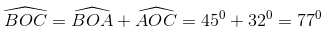 $\widehat{BOC} = \widehat{BOA} + \widehat{AOC} = 45^0 + 32^0 = 77^0$